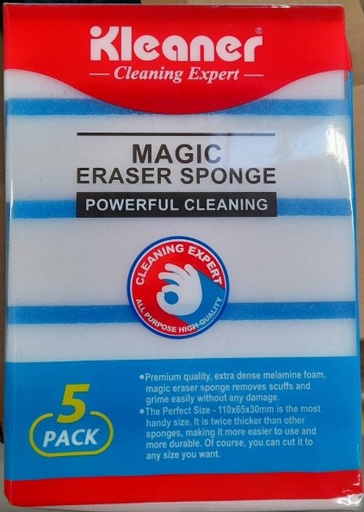 Kleaner®
Cleaning Expert
MAGIC
ERASER SPONGE
POWERFUL CLEANING
CLEANING EXPERT
ALL PURPOSE HIGH-QUALITY
5
PACK
•Premium quality, extra dense melamine foam,
magic eraser sponge removes scuffs and
grime easily without any damage.
•The Perfect Size - 110x65x30mm is the most
handy size. It is twice thicker than other
sponges, making it more easier to use and
more durable. Of course, you can cut it to
any size you want.